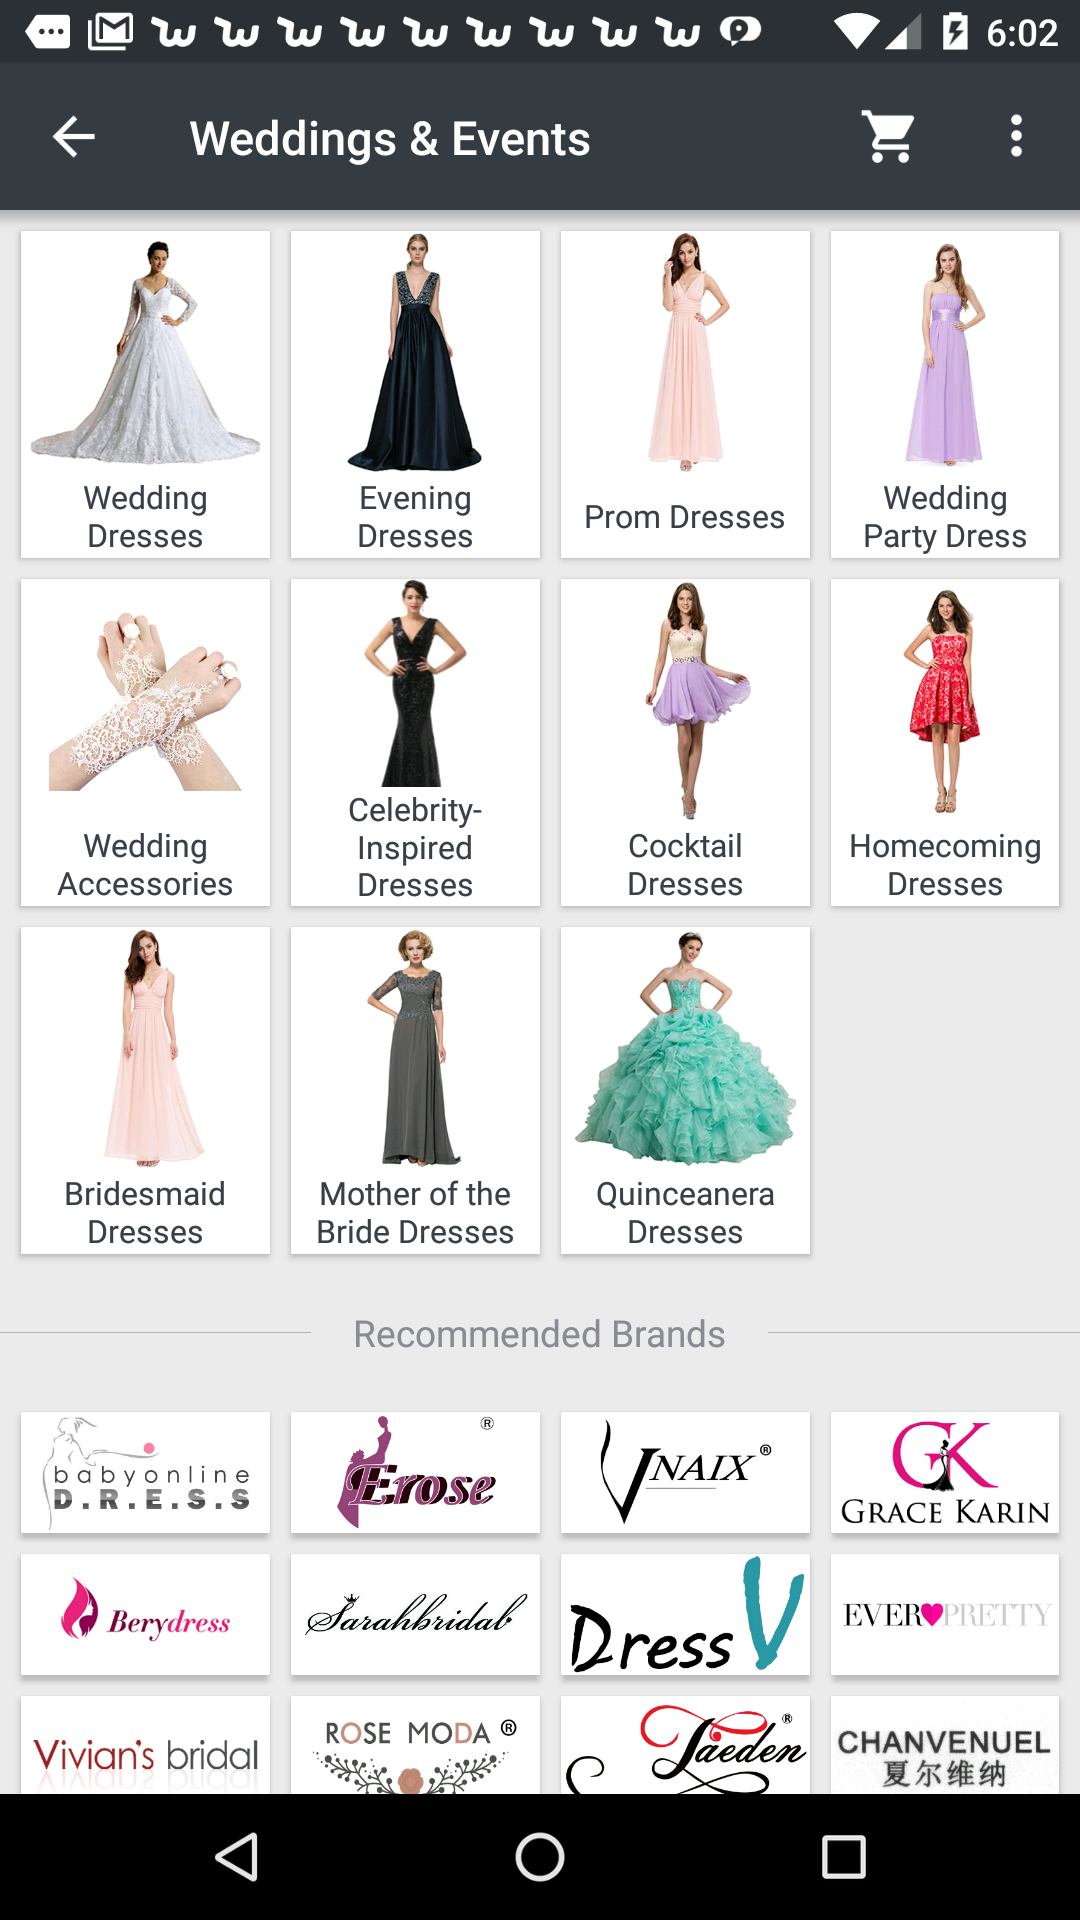 6:02
Weddings & Events
Wedding
Dresses
Evening
Dresses
Prom Dresses
Wedding
Party Dress
Wedding
Accessories
Celebrity-
Inspired
Dresses
Cocktail
Dresses
Homecoming
Dresses
Bridesmaid
Dresses
Mother of the
Bride Dresses
Quinceanera
Dresses
Recommended Brands
babyonline
D.R.E.S.S
Erose ®
VNAIX ®
GK
GRACE KARIN
Berydress
Sarahbridal
Dress V
EVER PRETTY
Vivian's bridal
ROSE MODA ®
Jaeden ®
CHANVENUEL
夏尔维纳